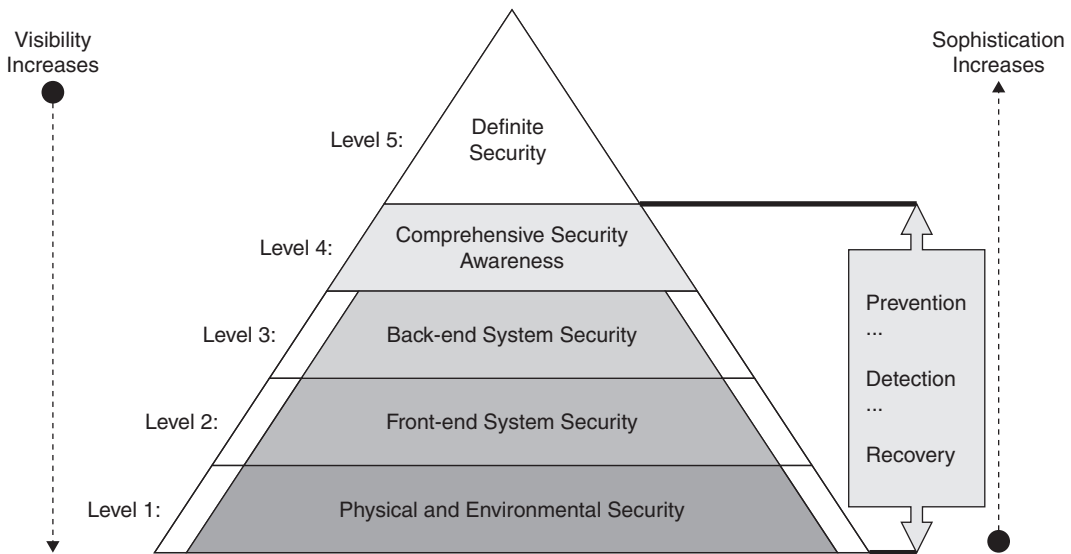 Visibility
Increases
Sophistication
Increases
Level 5:
Definite
Security
Level 4:
Comprehensive Security
Awareness
Level 3:
Back-end System Security
Level 2:
Front-end System Security
Level 1:
Physical and Environmental Security
Prevention
...
Detection
...
Recovery